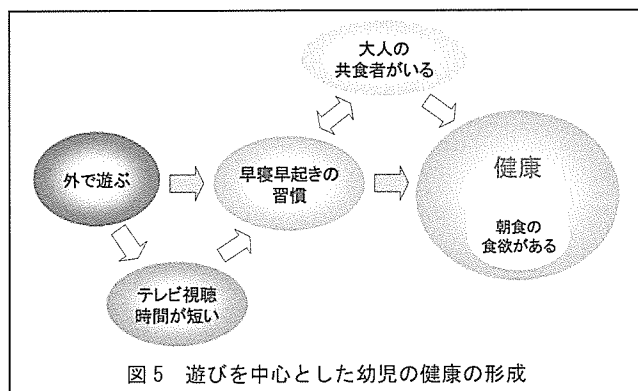 大人の
共食者がいる
外で遊ぶ
早寝早起きの
習慣
健康
朝食の
食欲がある
テレビ視聴
時間が短い
図5 遊びを中心とした幼児の健康の形成